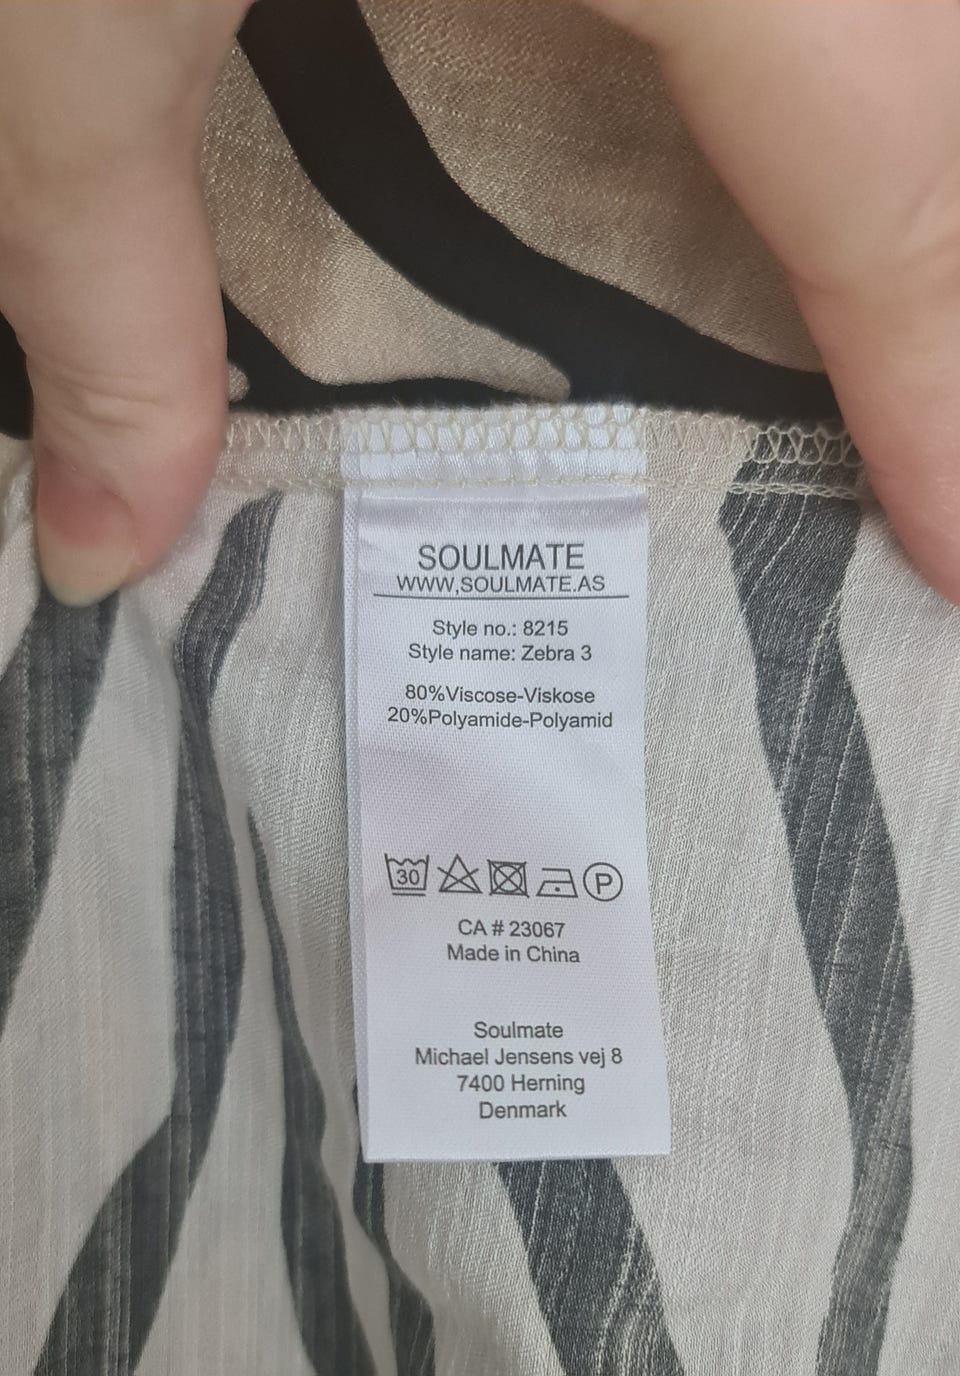 SOULMATE
WWW,SOULMATE.AS
Style no.: 8215
Style name: Zebra 3
80%Viscose-Viskose
20%Polyamide-Polyamid
30 P
CA # 23067
Made in China
Soulmate
Michael Jensens vej 8
7400 Herning
Denmark